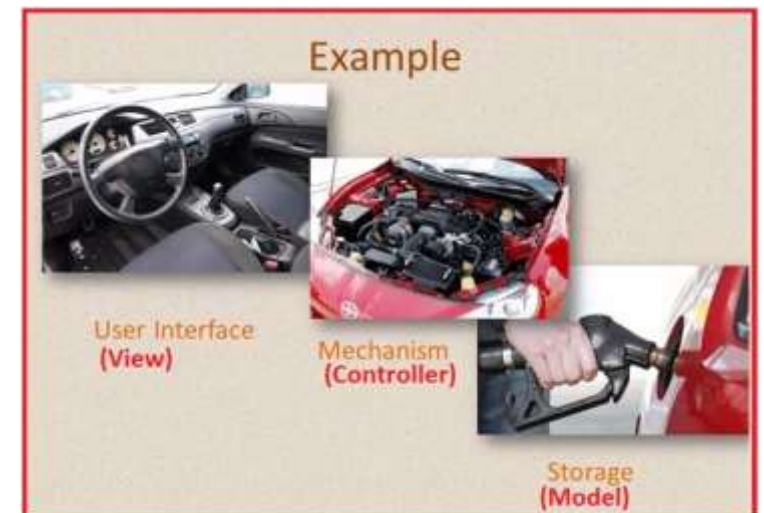 Example
User Interface
(View)
Mechanism
(Controller)
Storage
(Model)